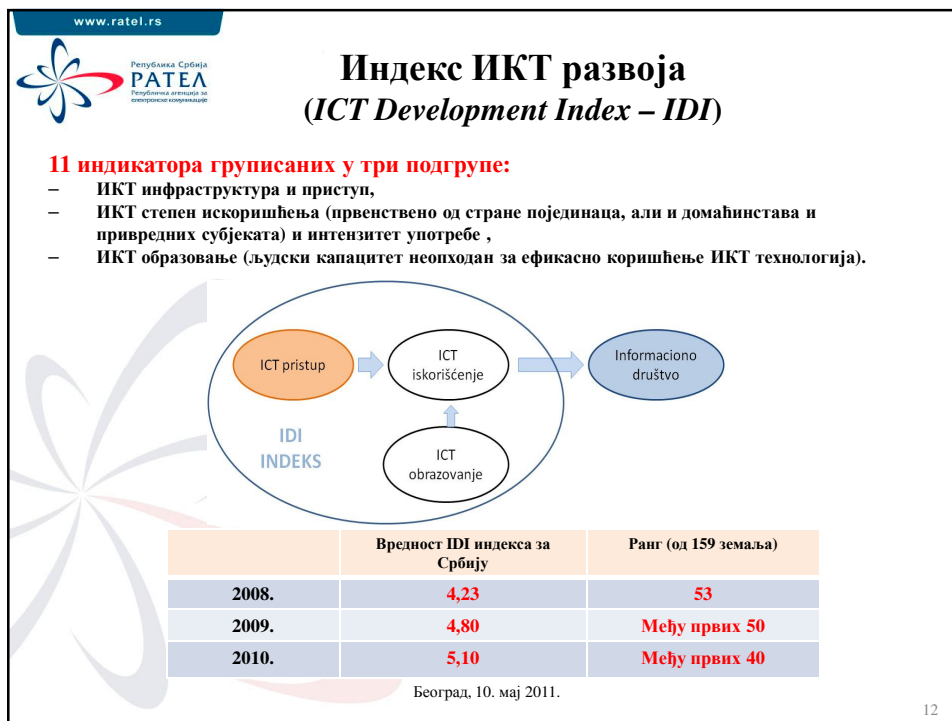 www.ratel.rs
Република Србија
РАТЕЛ
Републичка агенција за
електронске комуникације
Индекс ИКТ развоја
(ICT Development Index – IDI)
11 индикатора груписаних у три подгрупе:
– ИКТ инфраструктура и приступ,
– ИКТ степен искоришћења (првенствено од стране појединаца, али и домаћинстава и
привредних субјеката) и интензитет употребе ,
– ИКТ образовање (људски капацитет неопходан за ефикасно коришћење ИКТ технологија).
ICT pristup
ICT
iskorišćenje
Informaciono
društvo
IDI
INDEKS
ICT
obrazovanje
Вредност IDI индекса за
Србију
Ранг (од 159 земаља)
2008. 4,23 53
2009. 4,80 Међу првих 50
2010. 5,10 Међу првих 40
Београд, 10. мај 2011.
12